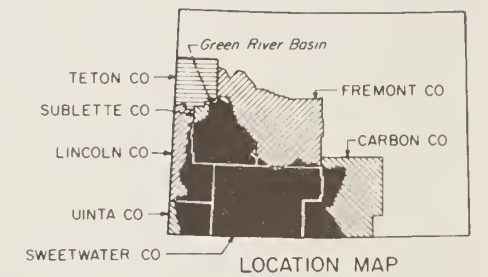 Green River Basin
TETON CO
FREMONT CO
SUBLETTE CO
CARBON CO
LINCOLN CO
UINTA CO
SWEETWATER CO
LOCATION MAP